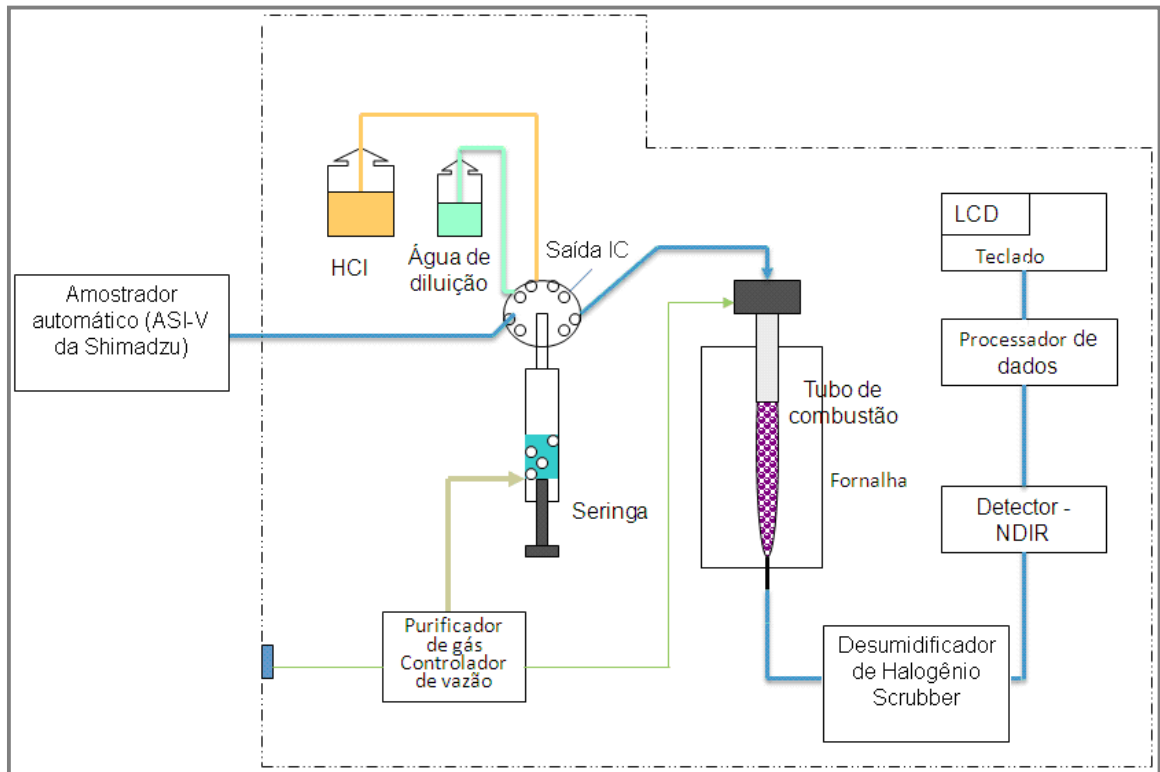 HCl
Água de
diluição
Saída IC
LCD
Teclado
Amostrador
automático (ASI-V
da Shimadzu)
Processador de
dados
Tubo de
combustão
Fornalha
Seringa
Detector -
NDIR
Purificador
de gás
Controlador
de vazão
Desumidificador
de Halogênio
Scrubber